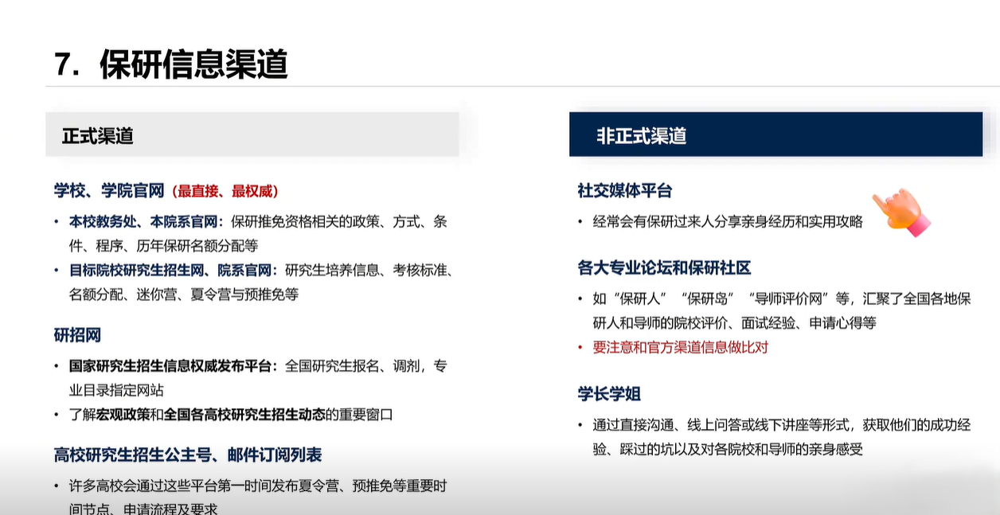 7. 保研信息渠道
正式渠道
学校、学院官网（最直接、最权威）
• 本校教务处、本院系官网：保研推免资格相关的政策、方式、条
件、程序、历年保研名额分配等
• 目标院校研究生招生网、院系官网：研究生培养信息、考核标准、
名额分配、迷你营、夏令营与预推免等
研招网
• 国家研究生招生信息权威发布平台：全国研究生报名、调剂，专
业目录指定网站
• 了解宏观政策和全国各高校研究生招生动态的重要窗口
高校研究生招生公主号、邮件订阅列表
• 许多高校会通过这些平台第一时间发布夏令营、预推免等重要时
间节点、申请流程及要求
非正式渠道
社交媒体平台
• 经常会有保研过来人分享亲身经历和实用攻略
各大专业论坛和保研社区
• 如“保研人”“保研岛”“导师评价网”等，汇聚了全国各地保
研人和导师的院校评价、面试经验、申请心得等
• 要注意和官方渠道信息做比对
学长学姐
• 通过直接沟通、线上问答或线下讲座等形式，获取他们的成功经
验、踩过的坑以及对各院校和导师的亲身感受